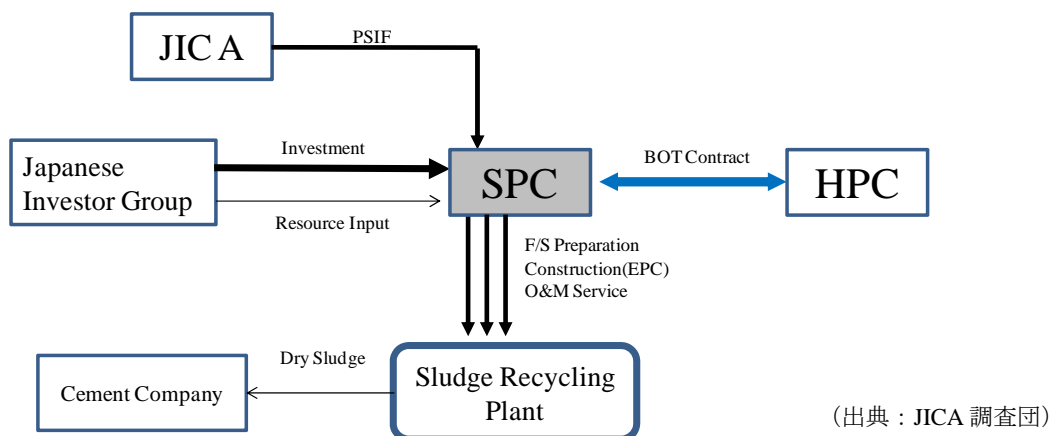 JICA
PSIF
Japanese
Investor Group
Investment
Resource Input
SPC
BOT Contract
HPC
F/S Preparation
Construction(EPC)
O&M Service
Dry Sludge
Cement Company
Sludge Recycling
Plant
（出典：JICA 調査団）